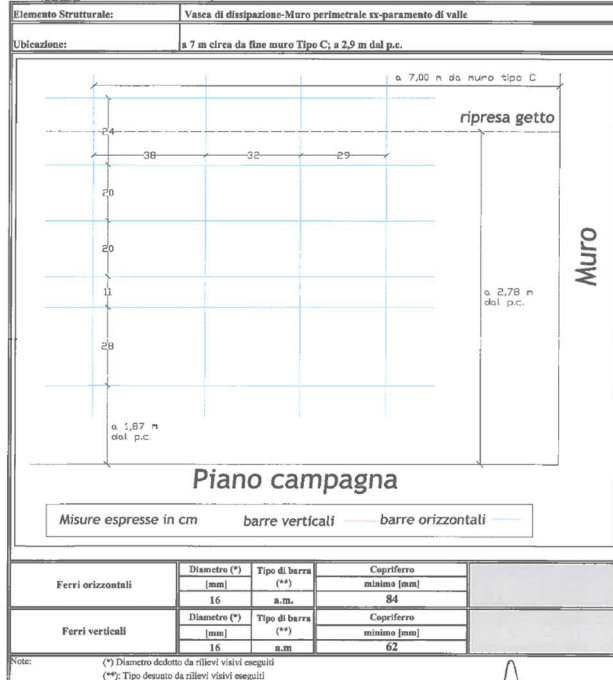 Elemento Strutturale: Vasca di dissipazione-Muro perimetrale sx-paramento di valle
Ubicazione: a 7 m circa da fine muro Tipo C; a 2,9 m dal p.c.
a 7,00 m da muro tipo C
ripresa getto
24
38 32 29
20
20
11
28
Muro
a 2,78 m
dal p.c.
a 1,87 m
dal p.c.
Piano campagna
Misure espresse in cm barre verticali barre orizzontali
Ferri orizzontali
Diametro (*) Tipo di barra Copriferro
[mm] (**) minimo [mm]
16 a.m. 84
Ferri verticali
Diametro (*) Tipo di barra Copriferro
[mm] (**) minimo [mm]
16 a.m 62
Note: (*) Diametro dedotto da rilievi visivi eseguiti
(**): Tipo desunto da rilievi visivi eseguiti